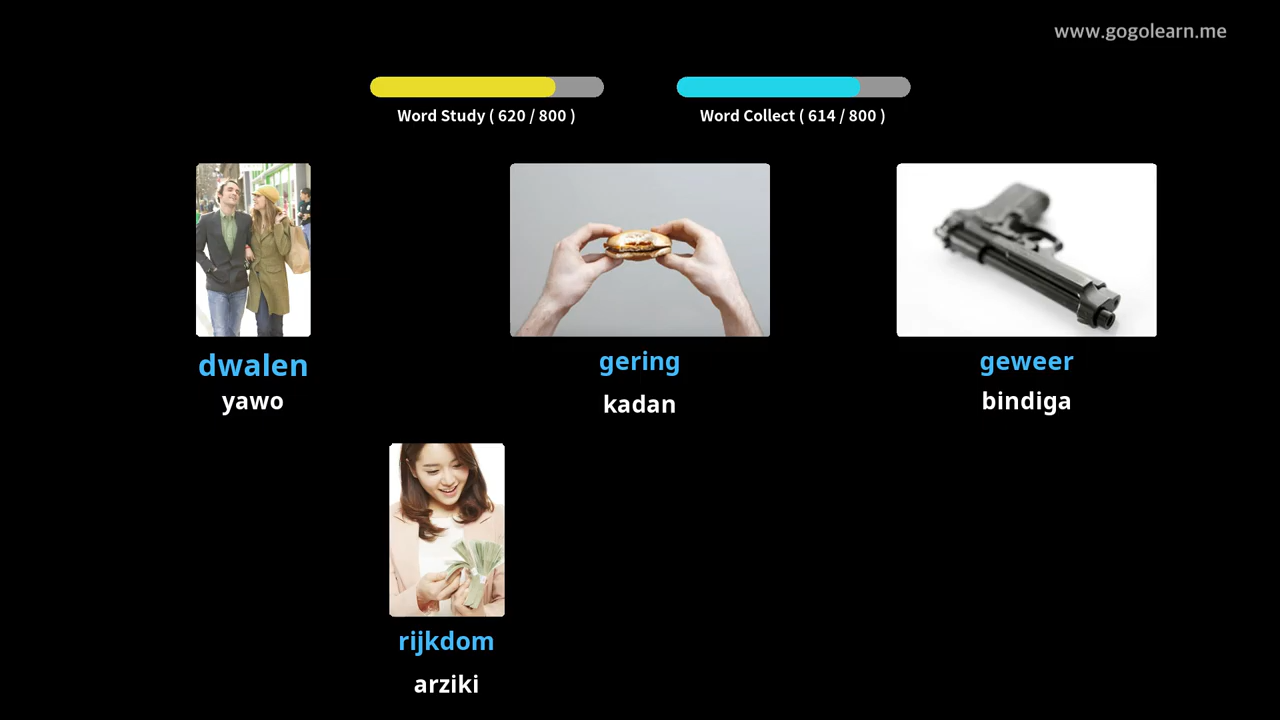 www.gogolearn.me
Word Study ( 620 / 800 )
Word Collect ( 614 / 800 )
dwalen
yawo
gering
kadan
geweer
bindiga
rijkdom
arziki